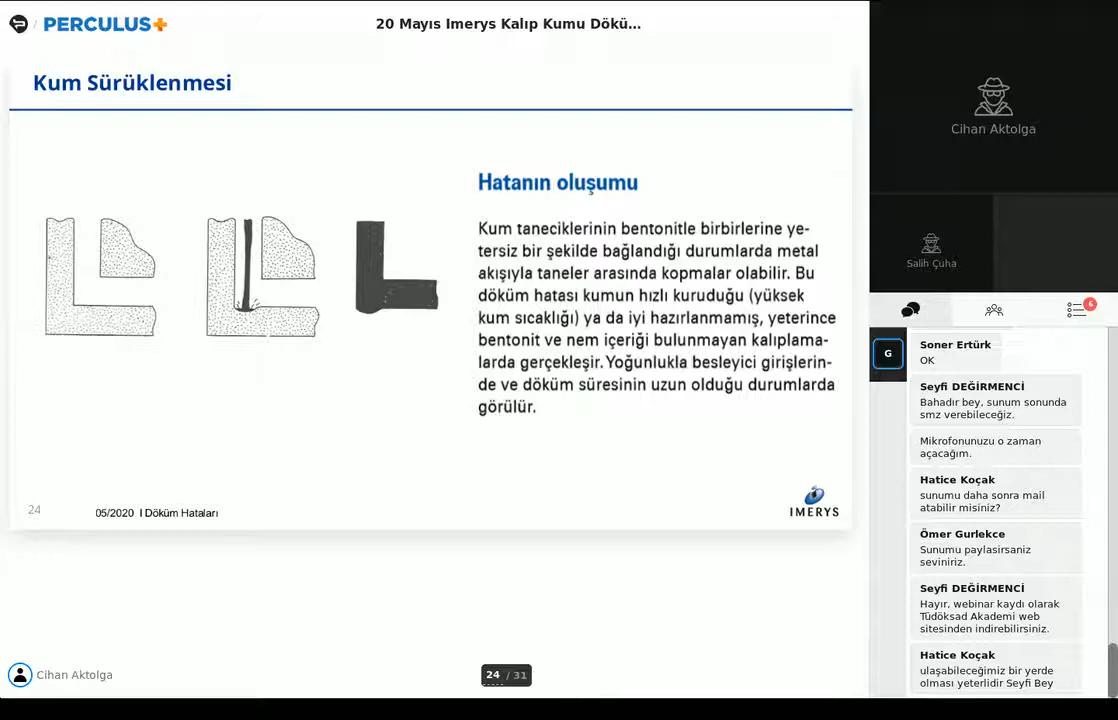 PERCULUS+
20 Mayıs Imerys Kalıp Kumu Dökü...
Kum Sürüklenmesi
Hatanın oluşumu
Kum taneciklerinin bentonitle birbirlerine ye-
tersiz bir şekilde bağlandığı durumlarda metal
akışıyla taneler arasında kopmalar olabilir. Bu
döküm hatası kumun hızlı kuruduğu (yüksek
kum sıcaklığı) ya da iyi hazırlanmamış, yeterince
bentonit ve nem içeriği bulunmayan kalıplama-
larda gerçekleşir. Yoğunlukla besleyici girişlerin-
de ve döküm süresinin uzun olduğu durumlarda
görülür.
24
05/2020 I Döküm Hataları
IMERYS
Cihan Aktolga
24 / 31
Cihan Aktolga
Salih Çuha
6
G
Soner Ertürk
OK
Seyfi DEĞİRMENCİ
Bahadır bey, sunum sonunda
smz verebileceğiz.
Mikrofonunuzu o zaman
açacağım.
Hatice Koçak
sunumu daha sonra mail
atabilir misiniz?
Ömer Gurlekce
Sunumu paylasirsaniz
seviniriz.
Seyfi DEĞİRMENCİ
Hayır, webinar kaydı olarak
Tüdöksad Akademi web
sitesinden indirebilirsiniz.
Hatice Koçak
ulaşabileceğimiz bir yerde
olması yeterlidir Seyfi Bey